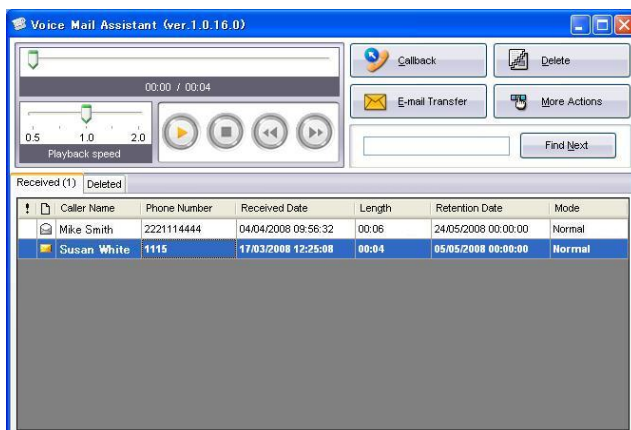 Voice Mail Assistant (ver.1.0.16.0)
00:00 / 00:04
0.5 1.0 2.0
Playback speed
Callback
Delete
E-mail Transfer
More Actions
Find Next
Received (1) Deleted
! Caller Name Phone Number Received Date Length Retention Date Mode
Mike Smith 2221114444 04/04/2008 09:56:32 00:06 24/05/2008 00:00:00 Normal
Susan White 1115 17/03/2008 12:25:08 00:04 05/05/2008 00:00:00 Normal